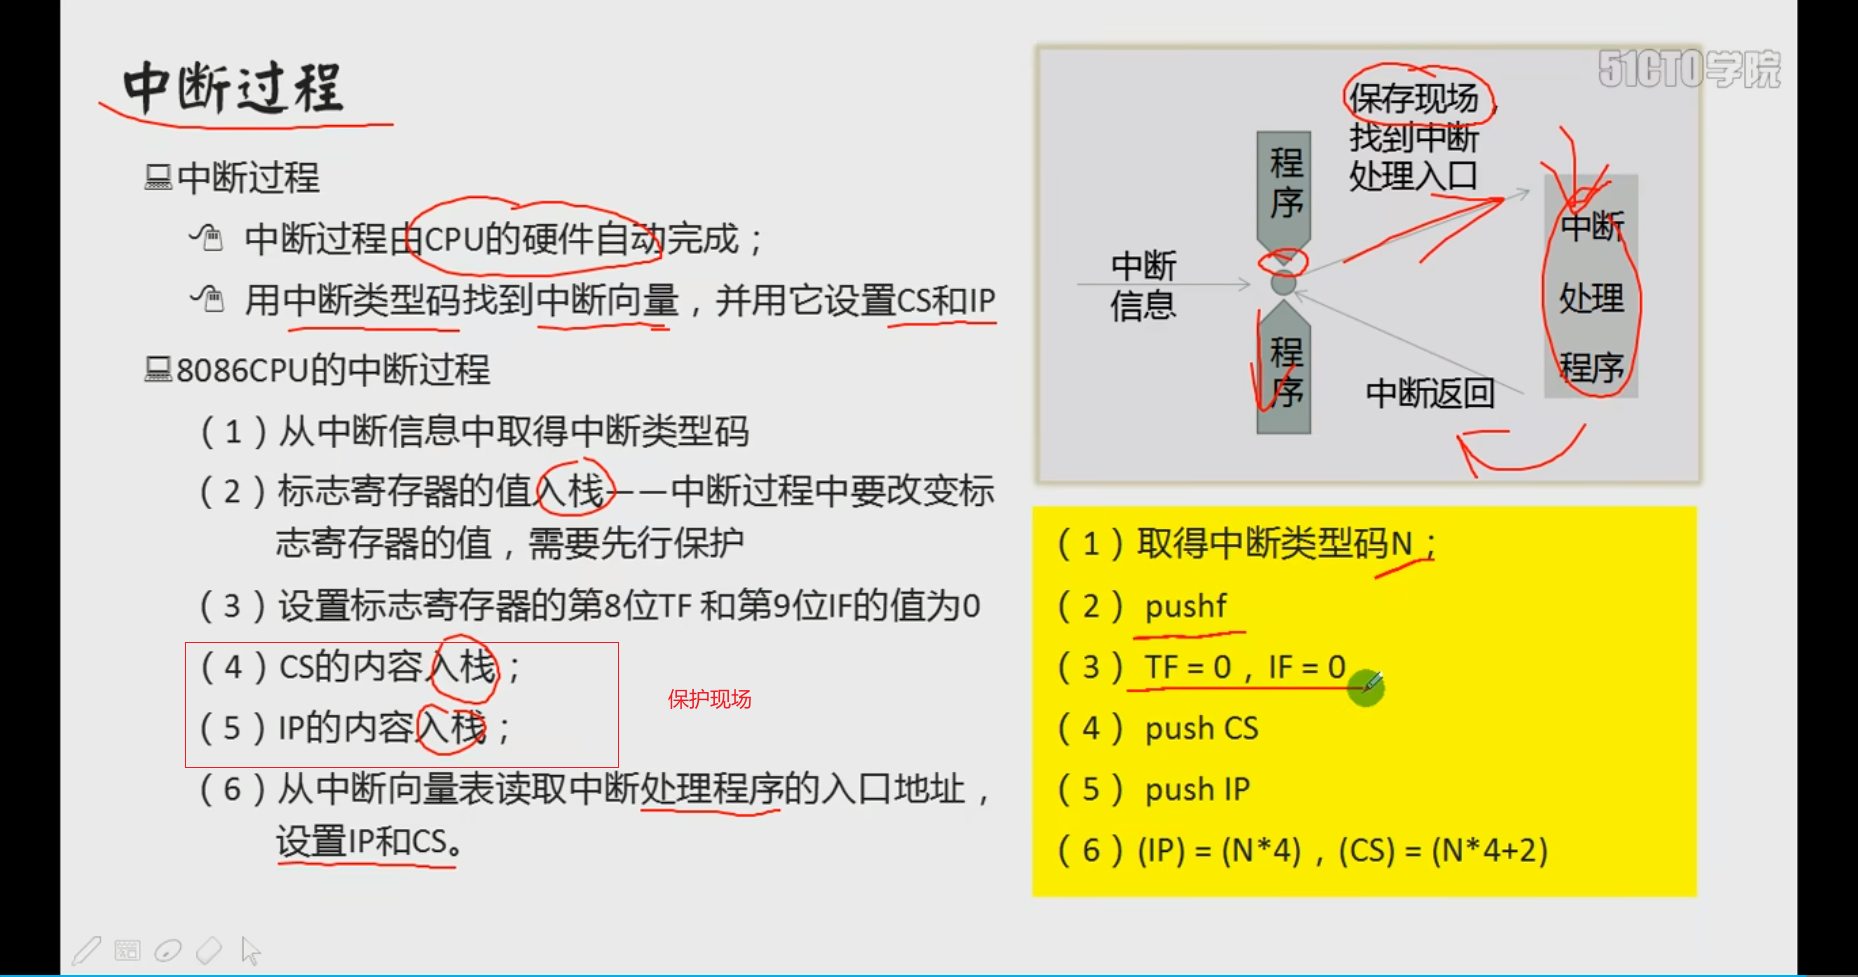 中断过程
中断过程
中断过程由CPU的硬件自动完成；
用中断类型码找到中断向量，并用它设置CS和IP
8086CPU的中断过程
（1）从中断信息中取得中断类型码
（2）标志寄存器的值入栈——中断过程中要改变标
志寄存器的值，需要先行保护
（3）设置标志寄存器的第8位TF 和第9位IF的值为0
（4）CS的内容入栈；
（5）IP的内容入栈；
保护现场
（6）从中断向量表读取中断处理程序的入口地址，
设置IP和CS。
51CTO学院
保存现场，
找到中断
处理入口
程
序
中断
信息
程
序
中断
处理
程序
中断返回
（1）取得中断类型码N；
（2） pushf
（3） TF = 0，IF = 0
（4） push CS
（5） push IP
（6）(IP) = (N*4)，(CS) = (N*4+2)